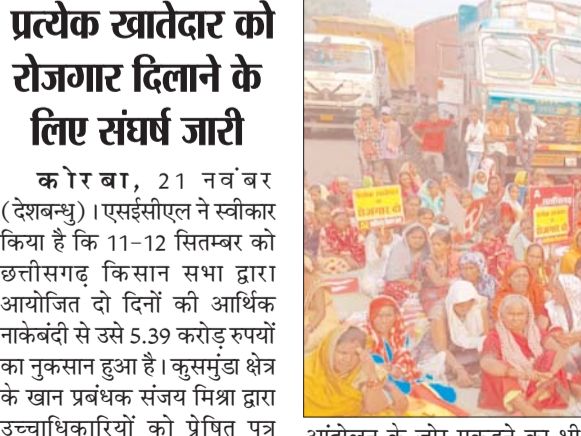 प्रत्येक खातेदार को
रोजगार दिलाने के
लिए संघर्ष जारी
कोरबा, 21 नवंबर
(देशबन्धु)। एसईसीएल ने स्वीकार
किया है कि 11-12 सितम्बर को
छत्तीसगढ़ किसान सभा द्वारा
आयोजित दो दिनों की आर्थिक
नाकेबंदी से उसे 5.39 करोड़ रुपयों
का नुकसान हुआ है। कुसमुंडा क्षेत्र
के खान प्रबंधक संजय मिश्रा द्वारा
उच्चाधिकारियों को प्रेषित पत्र
रोजगार दो
रोजगार दो